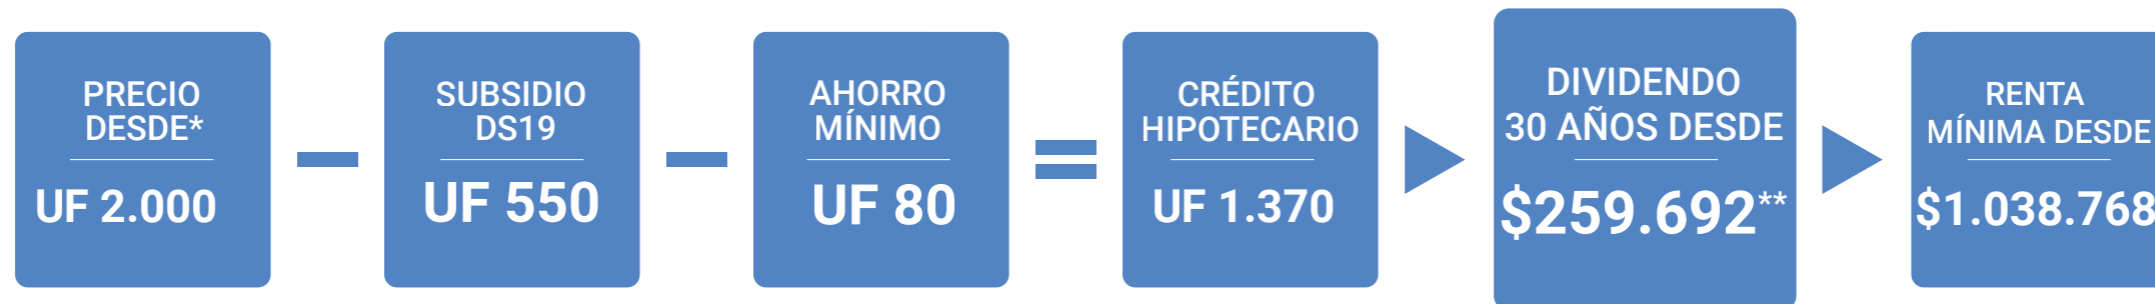 PRECIO
DESDE*
UF 2.000
SUBSIDIO
DS19
UF 550
AHORRO
MÍNIMO
UF 80
CRÉDITO
HIPOTECARIO
UF 1.370
DIVIDENDO
30 AÑOS DESDE
$259.692**
RENTA
MÍNIMA DESDE
$1.038.768